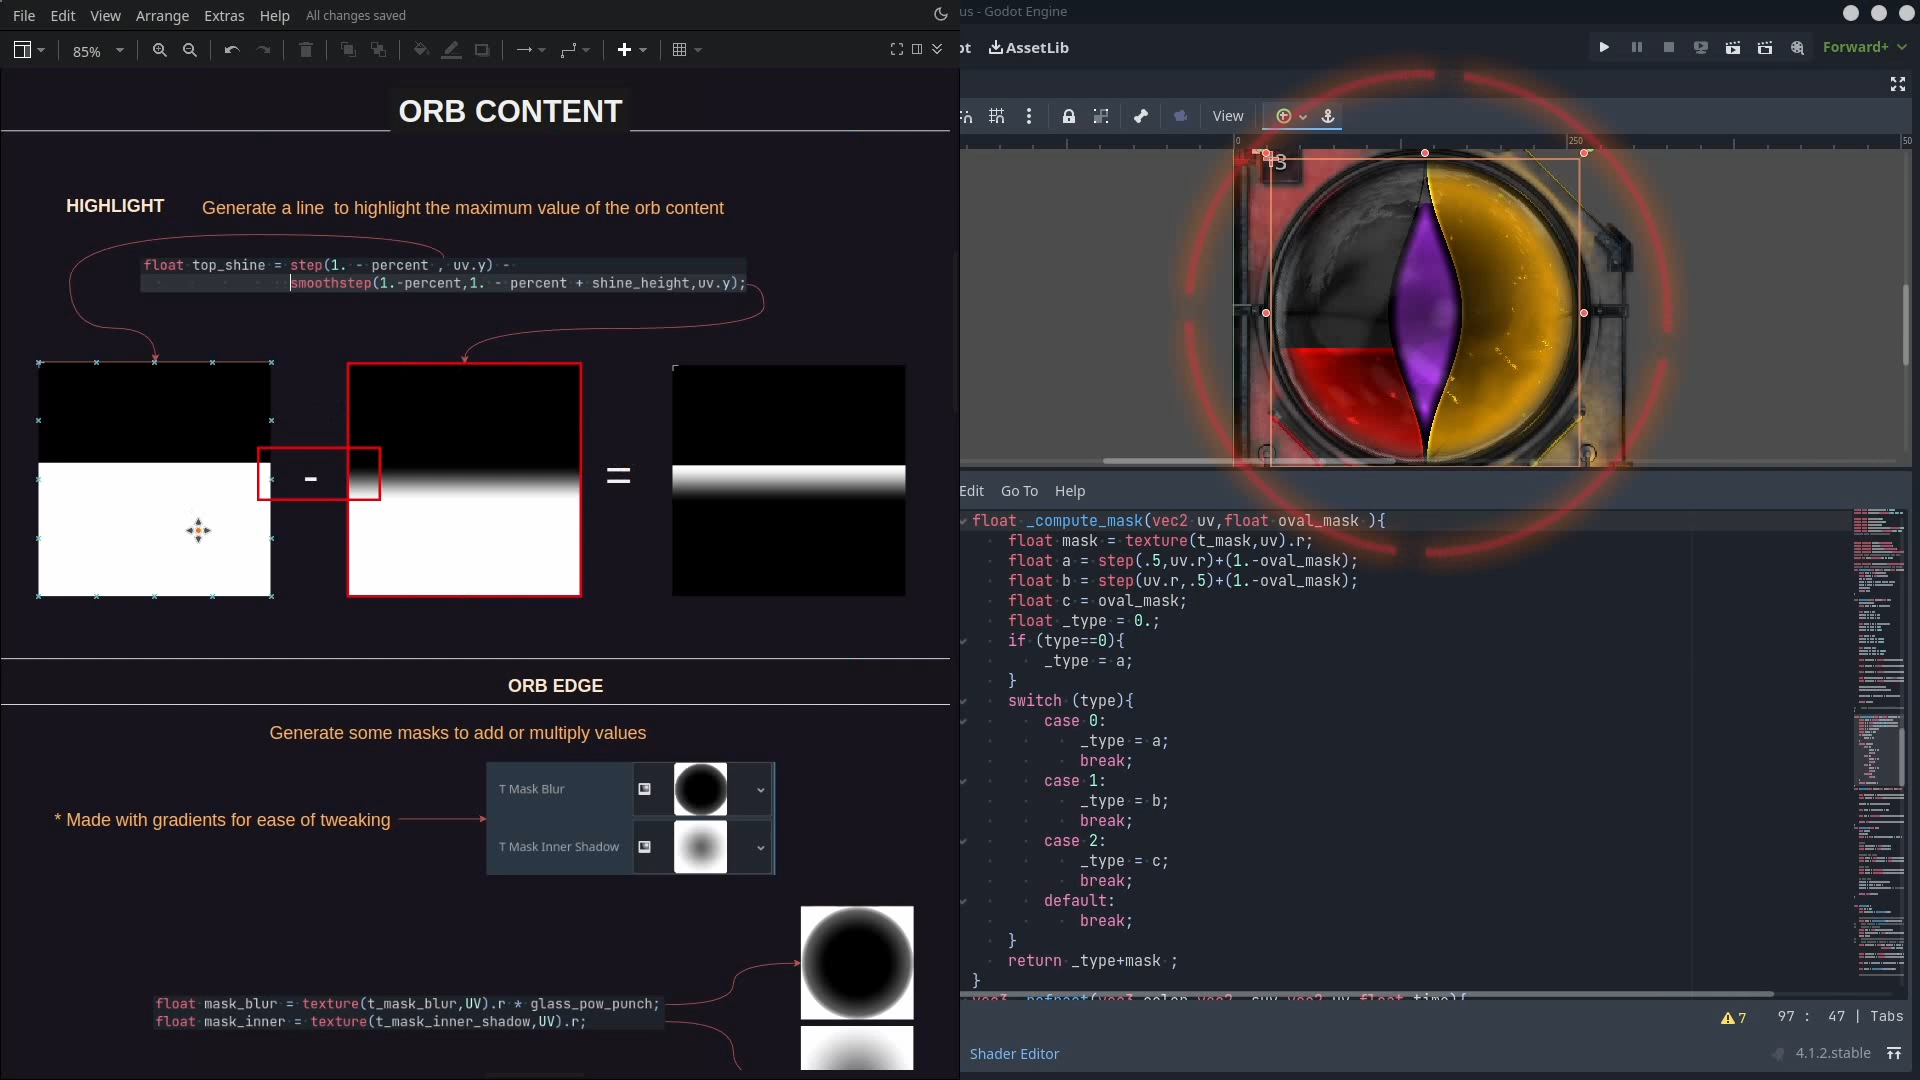 File Edit View Arrange Extras Help All changes saved
85%
ORB CONTENT
HIGHLIGHT Generate a line to highlight the maximum value of the orb content
float top_shine = step(1. - percent , uv.y) -
smoothstep(1.-percent,1. - percent + shine_height,uv.y);
-
=
ORB EDGE
Generate some masks to add or multiply values
* Made with gradients for ease of tweaking
T Mask Blur
T Mask Inner Shadow
float mask_blur = texture(t_mask_blur,UV).r * glass_pow_punch;
float mask_inner = texture(t_mask_inner_shadow,UV).r;
us - Godot Engine
pt AssetLib
Forward+
View
0 250 50
3
Edit Go To Help
float _compute_mask(vec2 uv,float oval_mask ){
float mask = texture(t_mask,uv).r;
float a = step(.5,uv.r)+(1.-oval_mask);
float b = step(uv.r,.5)+(1.-oval_mask);
float c = oval_mask;
float _type = 0.;
if (type==0){
_type = a;
}
switch (type){
case 0:
_type = a;
break;
case 1:
_type = b;
break;
case 2:
_type = c;
break;
default:
break;
}
return _type+mask ;
}
7 97 : 47 | Tabs
Shader Editor 4.1.2.stable